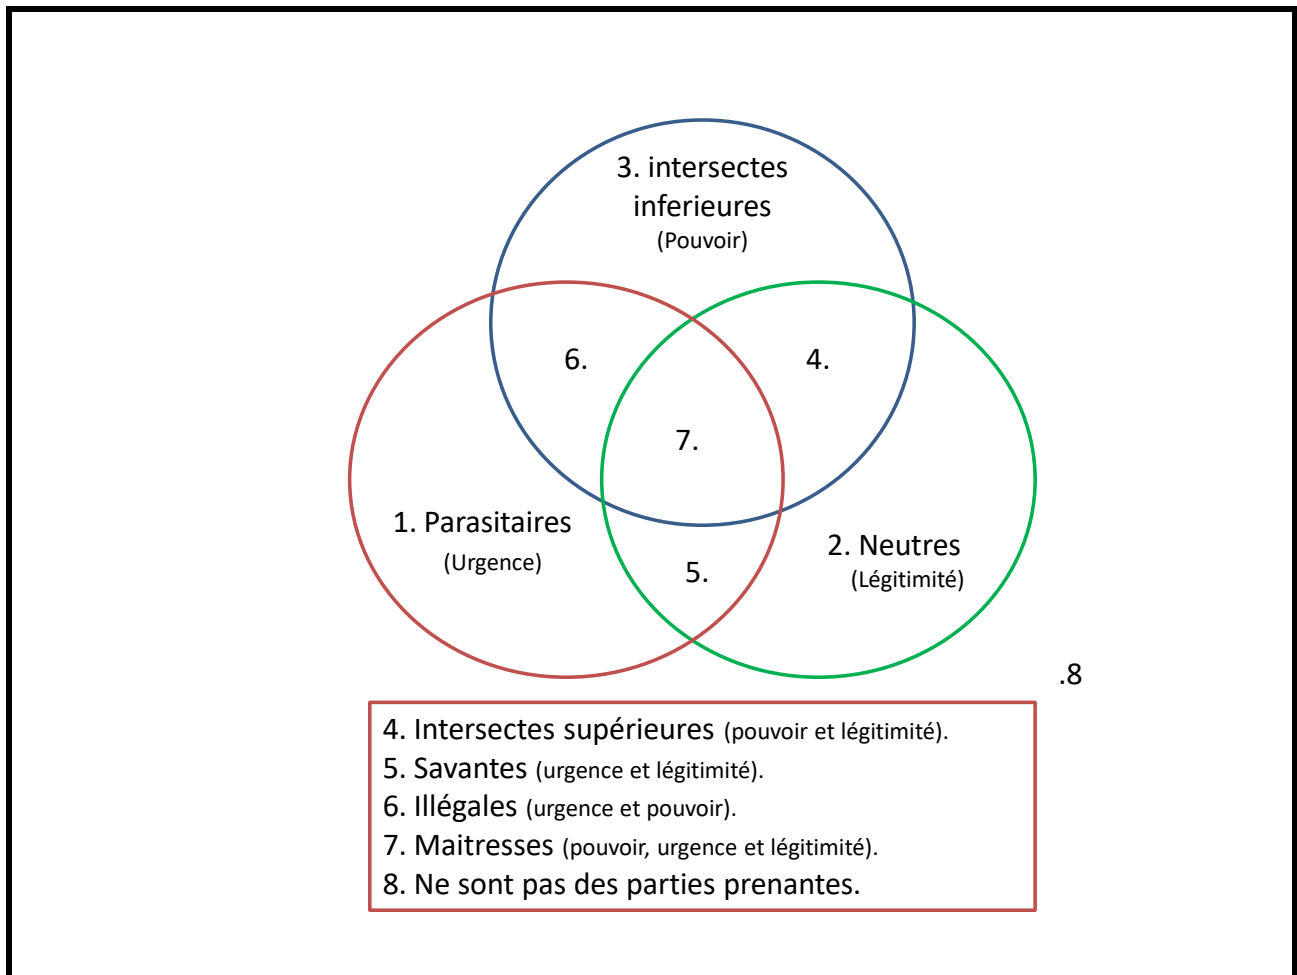 3. intersectes
inferieures
(Pouvoir)
6.
4.
7.
1. Parasitaires
(Urgence)
2. Neutres
(Légitimité)
5.
.8
4. Intersectes supérieures (pouvoir et légitimité).
5. Savantes (urgence et légitimité).
6. Illégales (urgence et pouvoir).
7. Maitresses (pouvoir, urgence et légitimité).
8. Ne sont pas des parties prenantes.